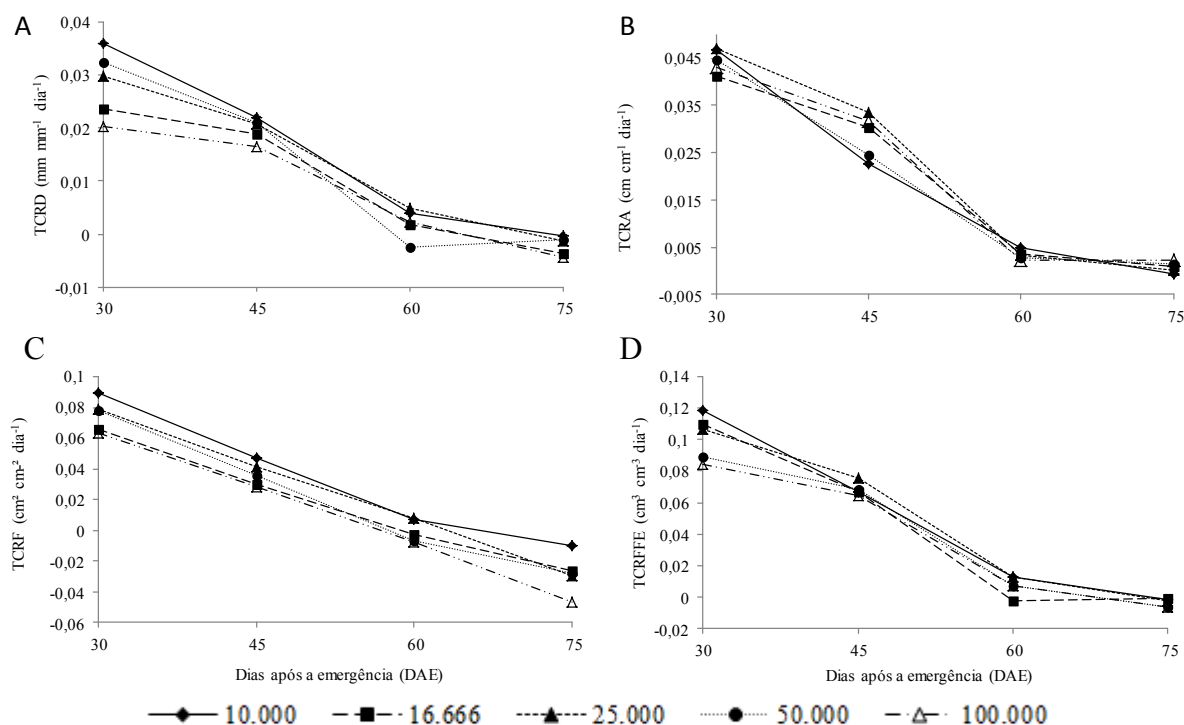 A
0,04
0,03
0,02
0,01
0
-0,01
TCRD (mm mm⁻¹ dia⁻¹)
30 45 60 75
B
0,045
0,035
0,025
0,015
0,005
-0,005
TCRA (cm cm⁻¹ dia⁻¹)
30 45 60 75
C
0,1
0,08
0,06
0,04
0,02
0
-0,02
-0,04
-0,06
TCRF (cm² cm⁻² dia⁻¹)
30 45 60 75
Dias após a emergência (DAE)
D
0,14
0,12
0,1
0,08
0,06
0,04
0,02
0
-0,02
TCRFFE (cm³ cm⁻³ dia⁻¹)
30 45 60 75
Dias após a emergência (DAE)
10.000 16.666 25.000 50.000 100.000